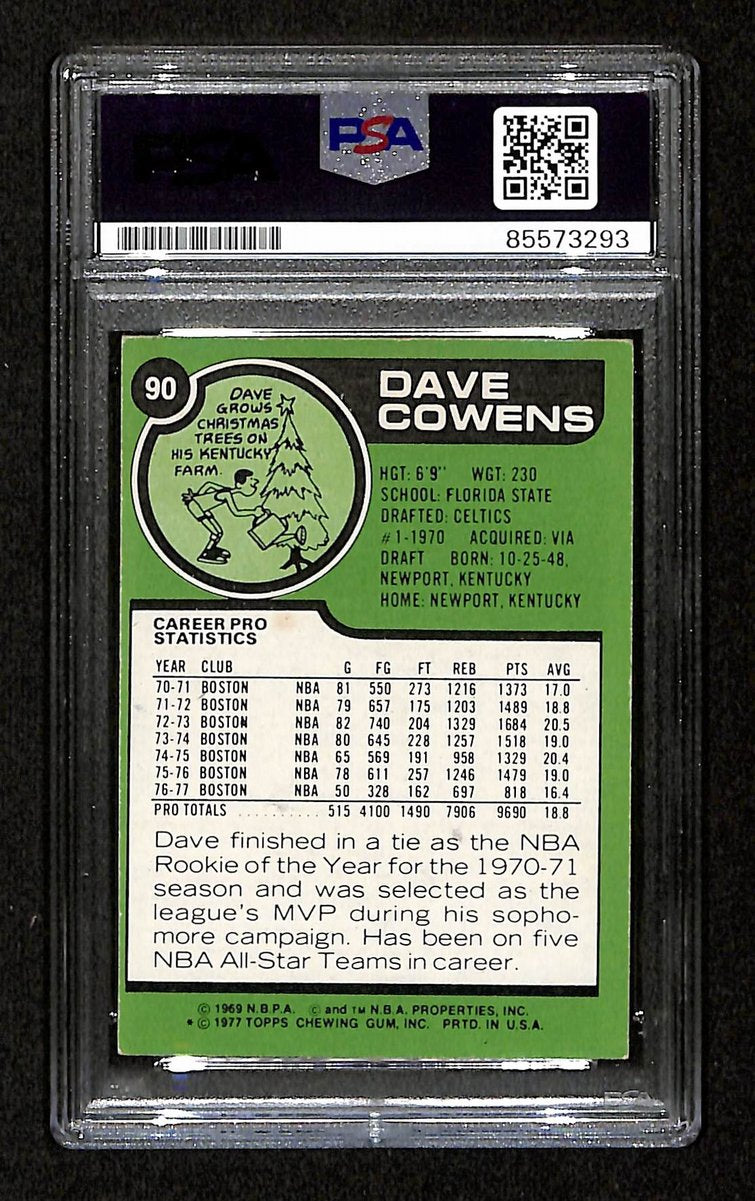 PSA
85573293
90
DAVE
COWENS
DAVE
GROWS
CHRISTMAS
TREES ON
HIS KENTUCKY
FARM.
HGT: 6'9" WGT: 230
SCHOOL: FLORIDA STATE
DRAFTED: CELTICS
#1-1970 ACQUIRED: VIA
DRAFT BORN: 10-25-48,
NEWPORT, KENTUCKY
HOME: NEWPORT, KENTUCKY
CAREER PRO
STATISTICS
YEAR CLUB G FG FT REB PTS AVG
70-71 BOSTON NBA 81 550 273 1216 1373 17.0
71-72 BOSTON NBA 79 657 175 1203 1489 18.8
72-73 BOSTON NBA 82 740 204 1329 1684 20.5
73-74 BOSTON NBA 80 645 228 1257 1518 19.0
74-75 BOSTON NBA 65 569 191 958 1329 20.4
75-76 BOSTON NBA 78 611 257 1246 1479 19.0
76-77 BOSTON NBA 50 328 162 697 818 16.4
PRO TOTALS .......... 515 4100 1490 7906 9690 18.8
Dave finished in a tie as the NBA
Rookie of the Year for the 1970-71
season and was selected as the
league's MVP during his sopho-
more campaign. Has been on five
NBA All-Star Teams in career.
© 1969 N.B.P.A. © and TM N.B.A. PROPERTIES, INC.
* © 1977 TOPPS CHEWING GUM, INC. PRTD. IN U.S.A.